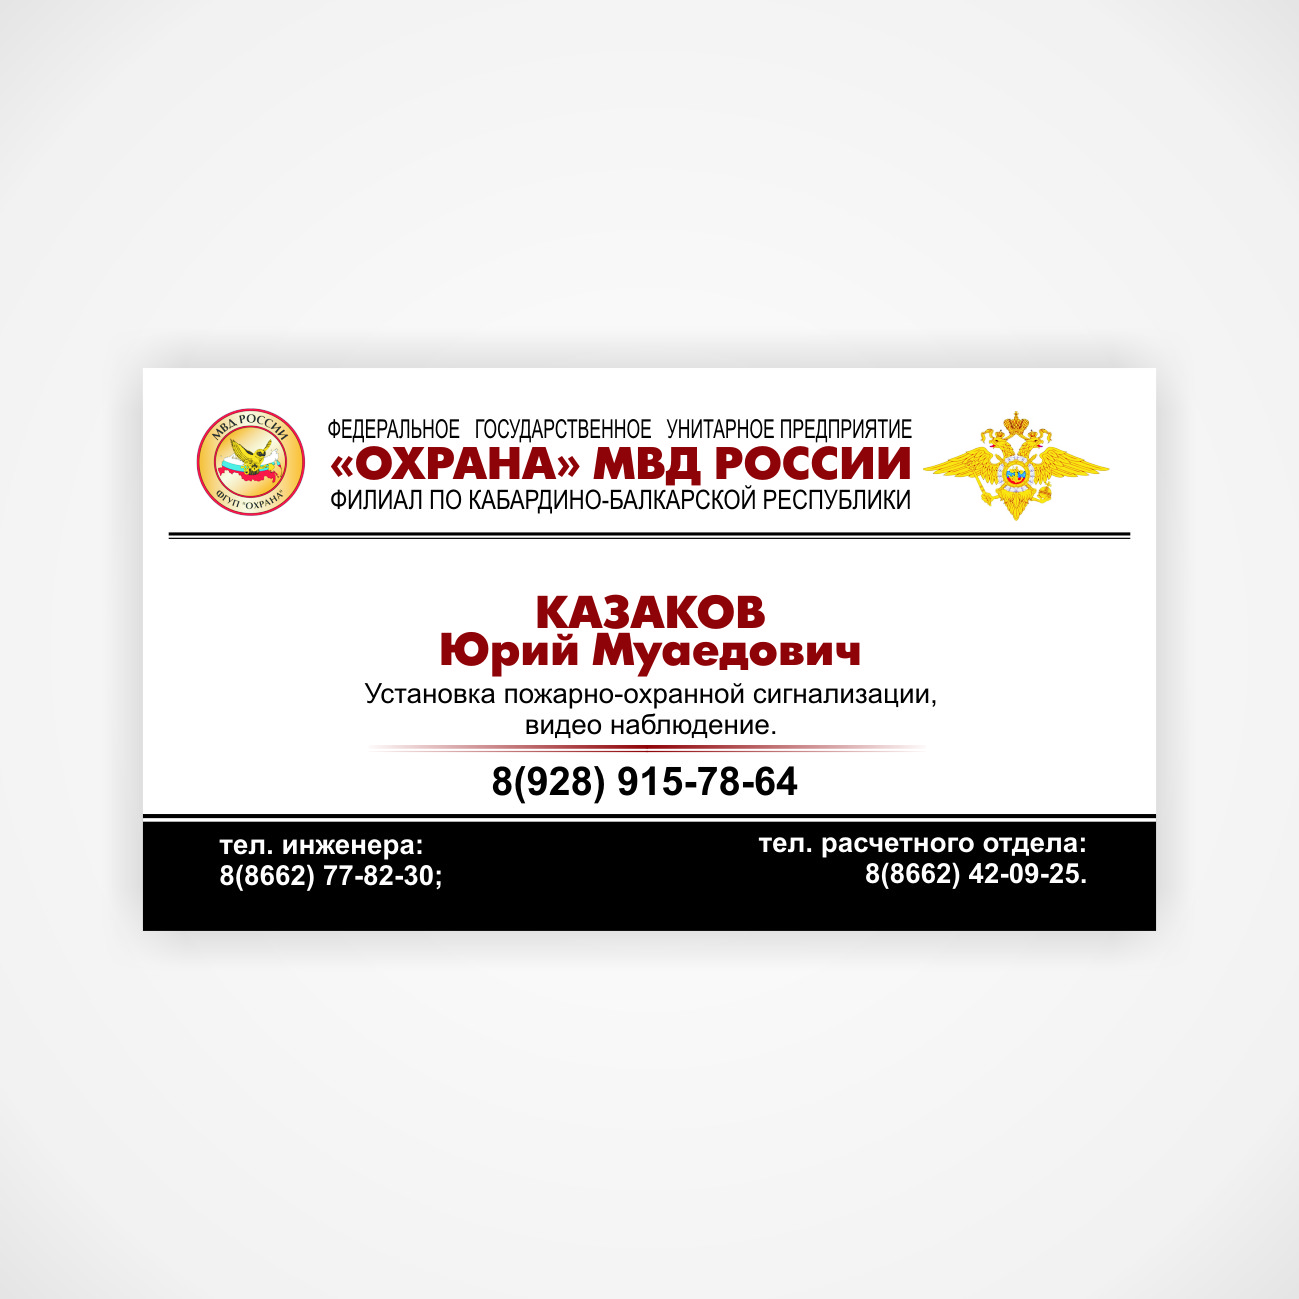 МВД РОССИИ
ФГУП "ОХРАНА"
ФЕДЕРАЛЬНОЕ ГОСУДАРСТВЕННОЕ УНИТАРНОЕ ПРЕДПРИЯТИЕ
«ОХРАНА» МВД РОССИИ
ФИЛИАЛ ПО КАБАРДИНО-БАЛКАРСКОЙ РЕСПУБЛИКИ
КАЗАКОВ
Юрий Муаедович
Установка пожарно-охранной сигнализации,
видео наблюдение.
8(928) 915-78-64
тел. инженера:
8(8662) 77-82-30;
тел. расчетного отдела:
8(8662) 42-09-25.